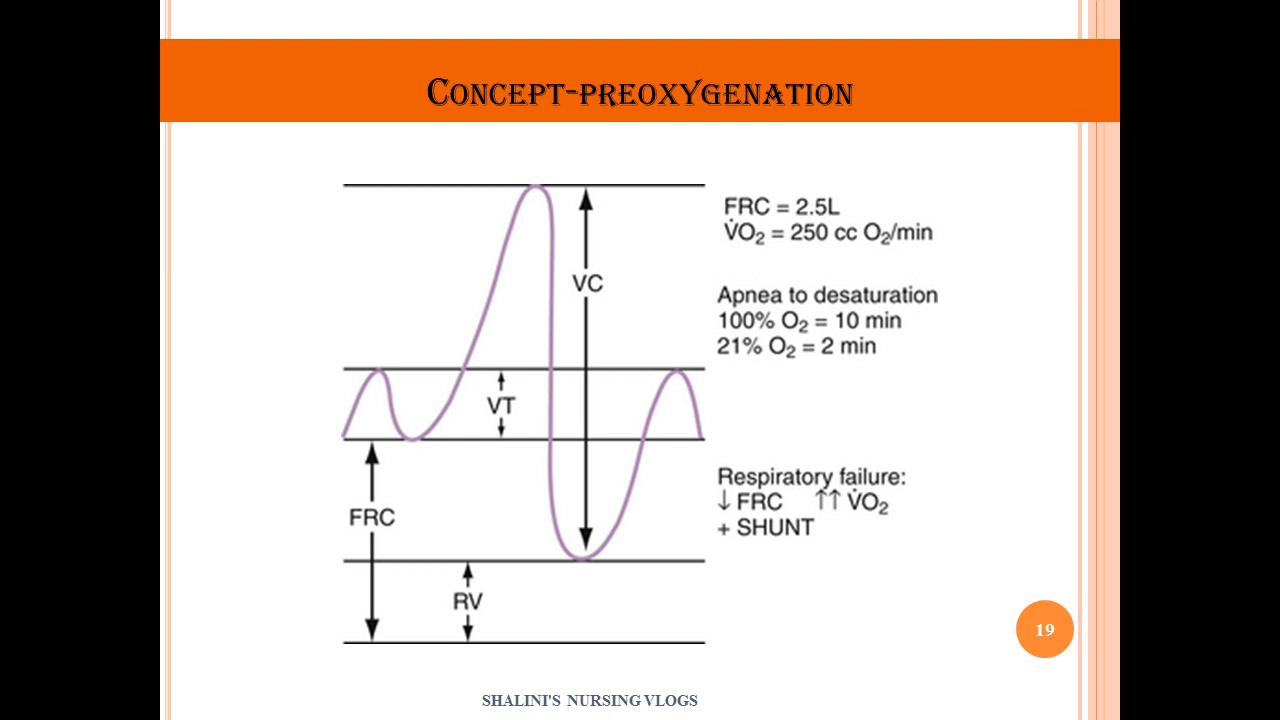 CONCEPT-PREOXYGENATION
FRC = 2.5L
V̇O₂ = 250 cc O₂/min
VC
Apnea to desaturation
100% O₂ = 10 min
21% O₂ = 2 min
VT
Respiratory failure:
↓ FRC ↑↑ V̇O₂
+ SHUNT
FRC
RV
19
SHALINI'S NURSING VLOGS